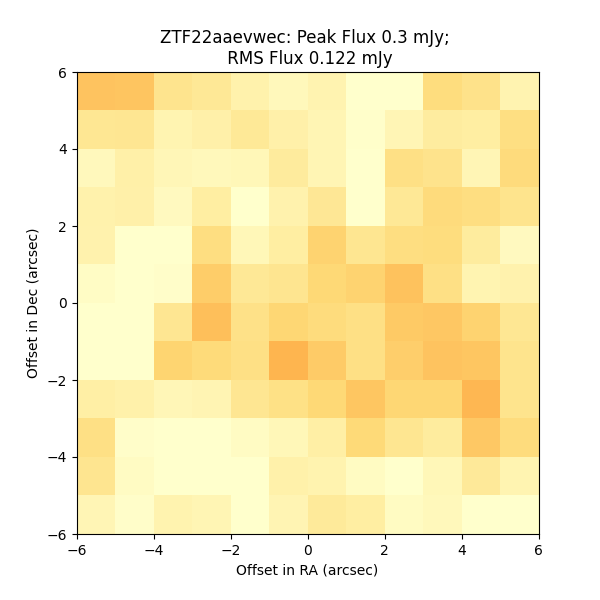 ZTF22aaevwec: Peak Flux 0.3 mJy;
RMS Flux 0.122 mJy
6
4
2
0
−2
−4
−6
Offset in Dec (arcsec)
−6 −4 −2 0 2 4 6
Offset in RA (arcsec)